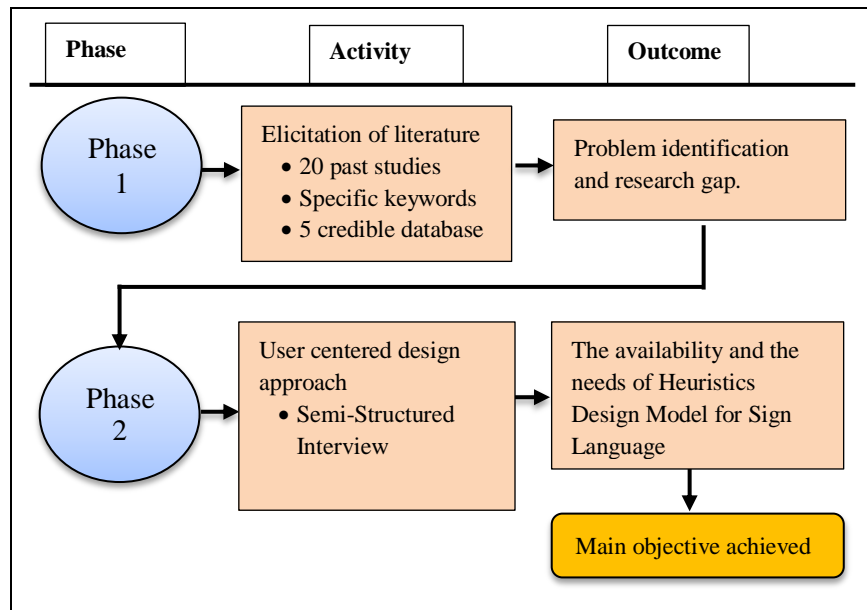 Phase
Activity
Outcome
Phase
1
Elicitation of literature
• 20 past studies
• Specific keywords
• 5 credible database
Problem identification
and research gap.
Phase
2
User centered design
approach
• Semi-Structured
Interview
The availability and the
needs of Heuristics
Design Model for Sign
Language
Main objective achieved